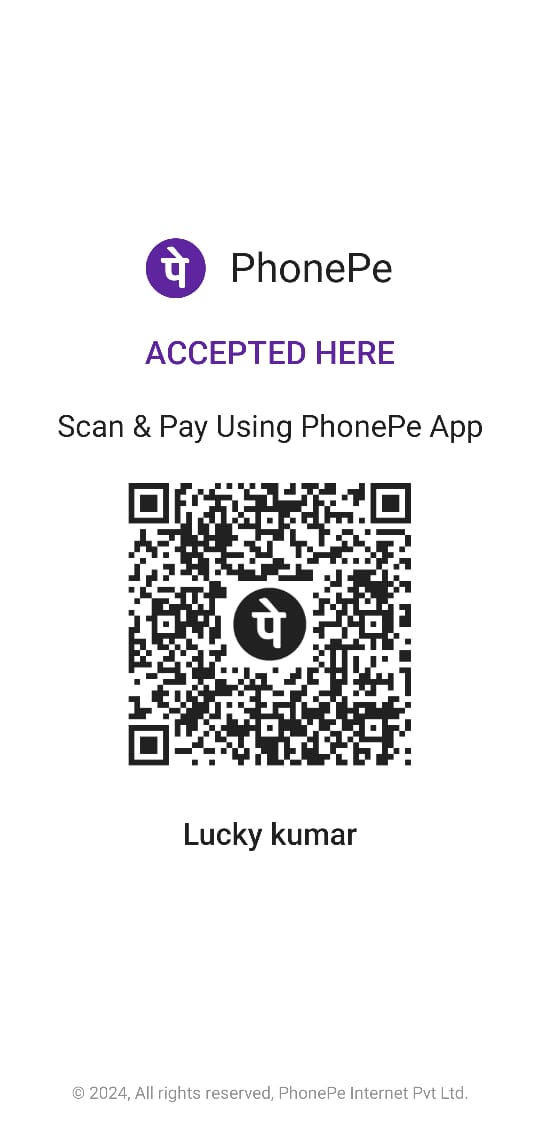 पे PhonePe
ACCEPTED HERE
Scan & Pay Using PhonePe App
पे
Lucky kumar
© 2024, All rights reserved, PhonePe Internet Pvt Ltd.